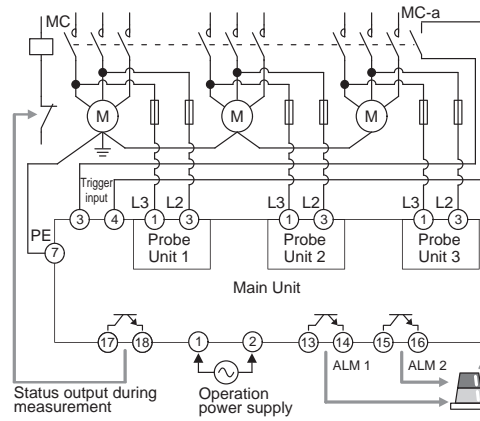 MC
MC-a
M
M
M
Trigger
input
L3
L2
L3
L2
L3
L2
3
4
1
3
1
3
1
3
PE
7
Probe
Unit 1
Probe
Unit 2
Probe
Unit 3
Main Unit
17
18
1
2
13
14
15
16
ALM 1
ALM 2
Status output during
measurement
Operation
power supply